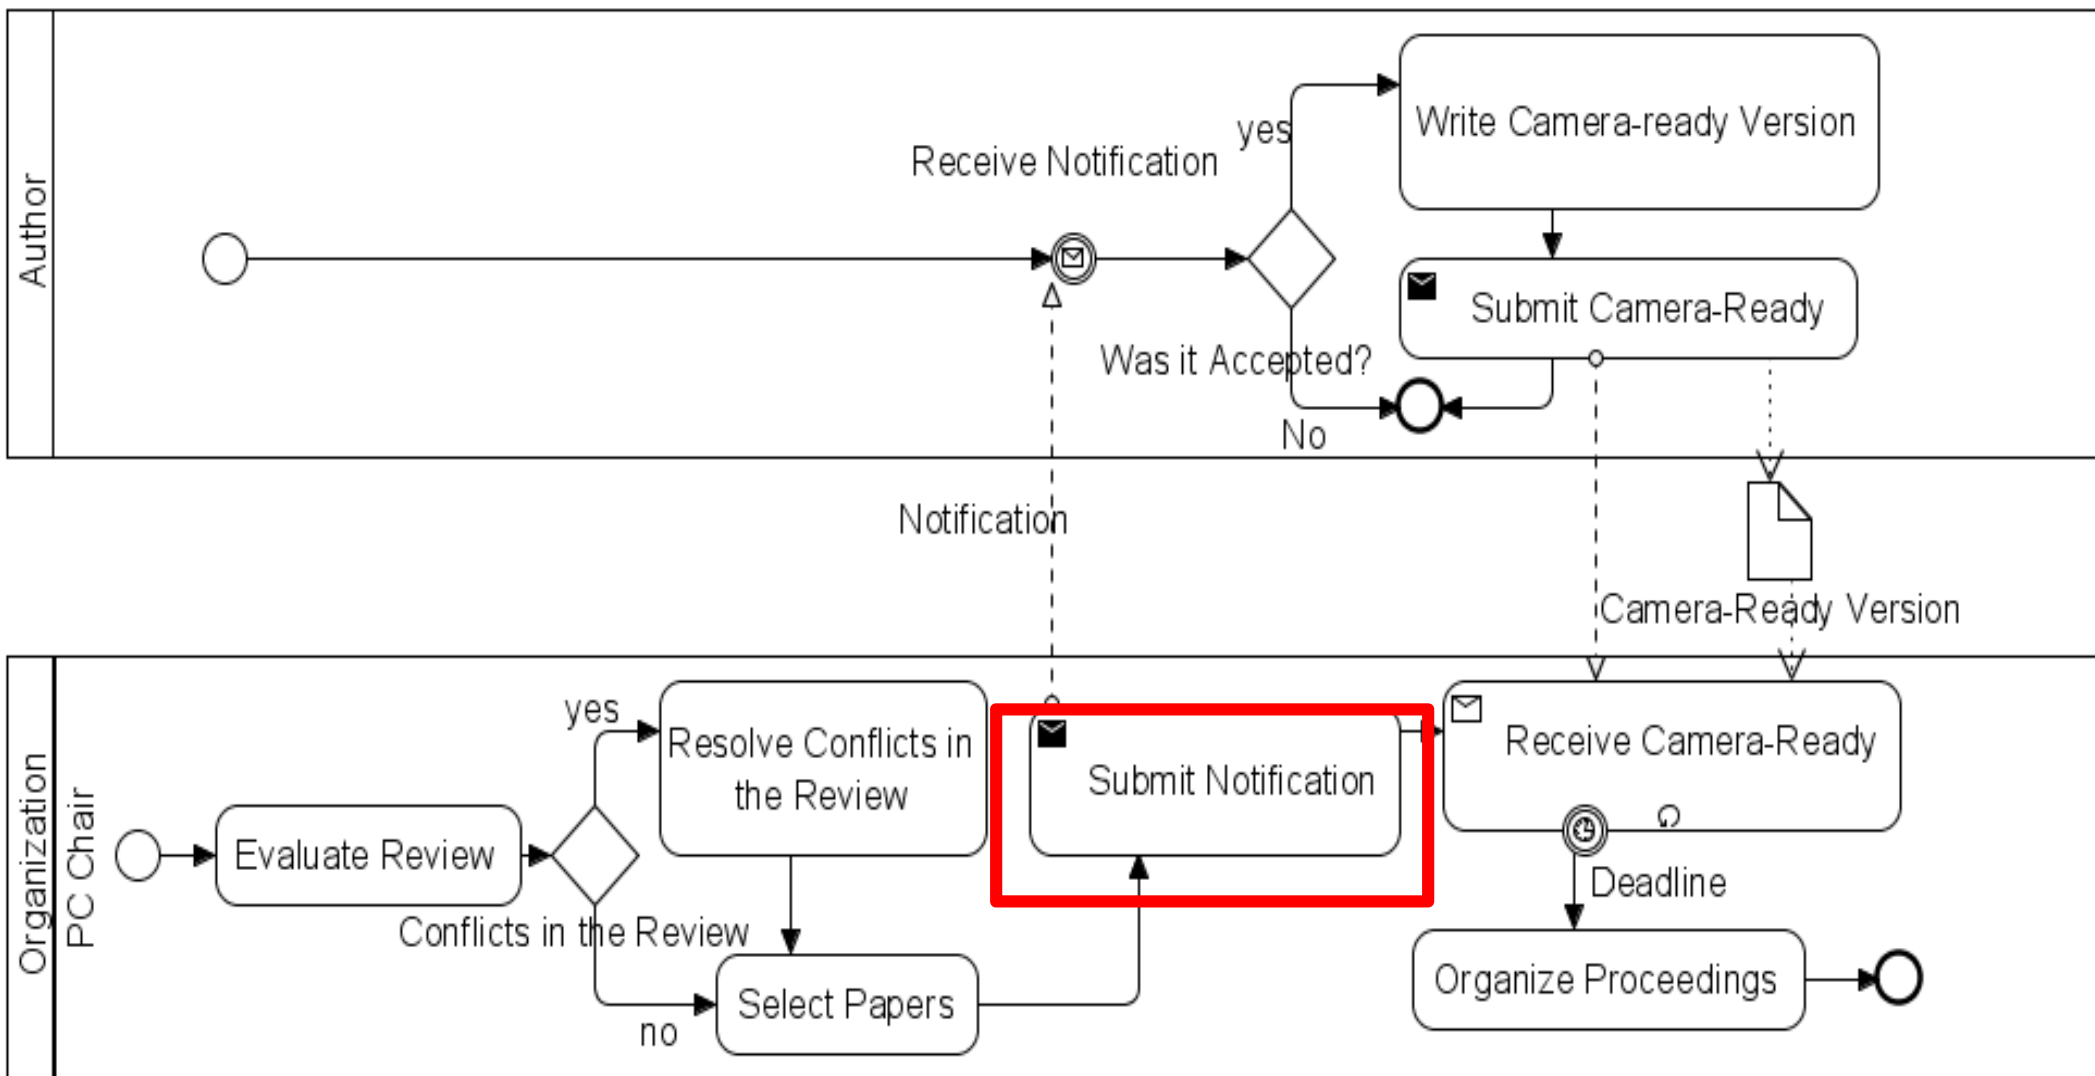 Author
Receive Notification
yes
Write Camera-ready Version
Submit Camera-Ready
Was it Accepted?
No
Notification
Camera-Ready Version
Organization
PC Chair
Evaluate Review
yes
Resolve Conflicts in
the Review
Conflicts in the Review
no
Select Papers
Submit Notification
Receive Camera-Ready
Deadline
Organize Proceedings